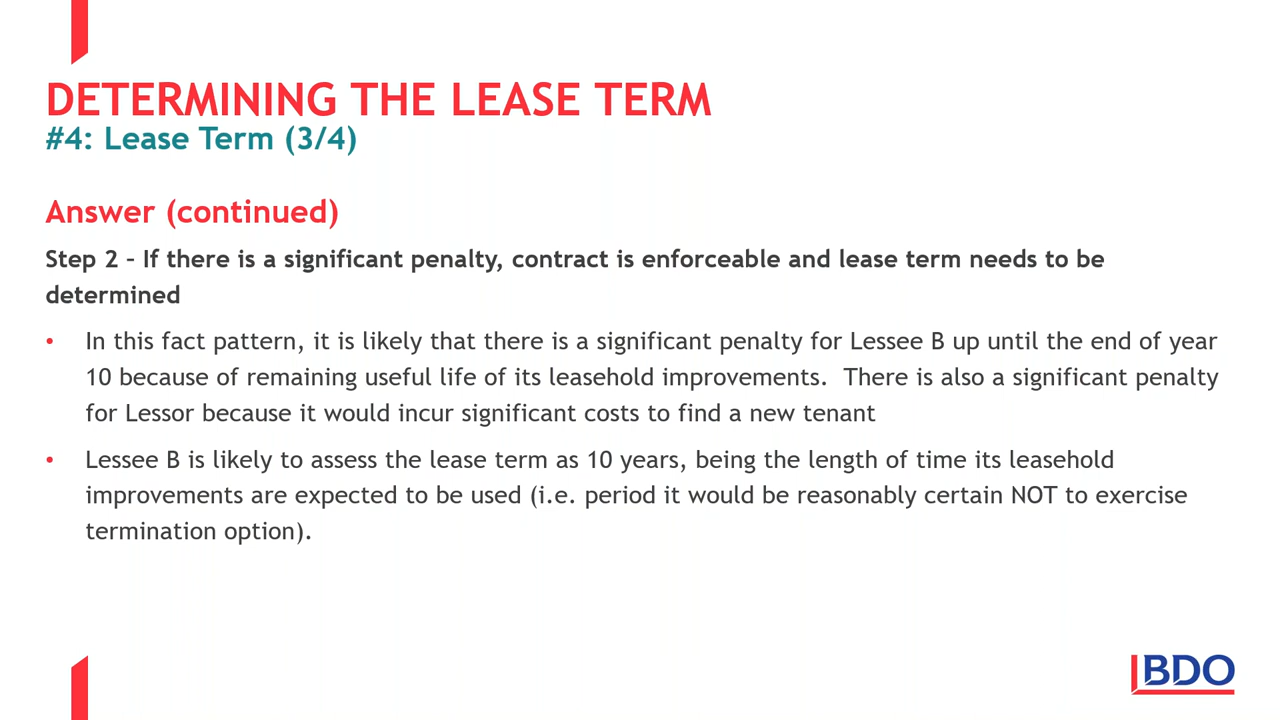 DETERMINING THE LEASE TERM
#4: Lease Term (3/4)
Answer (continued)
Step 2 – If there is a significant penalty, contract is enforceable and lease term needs to be
determined
• In this fact pattern, it is likely that there is a significant penalty for Lessee B up until the end of year
10 because of remaining useful life of its leasehold improvements.  There is also a significant penalty
for Lessor because it would incur significant costs to find a new tenant
• Lessee B is likely to assess the lease term as 10 years, being the length of time its leasehold
improvements are expected to be used (i.e. period it would be reasonably certain NOT to exercise
termination option).
BDO